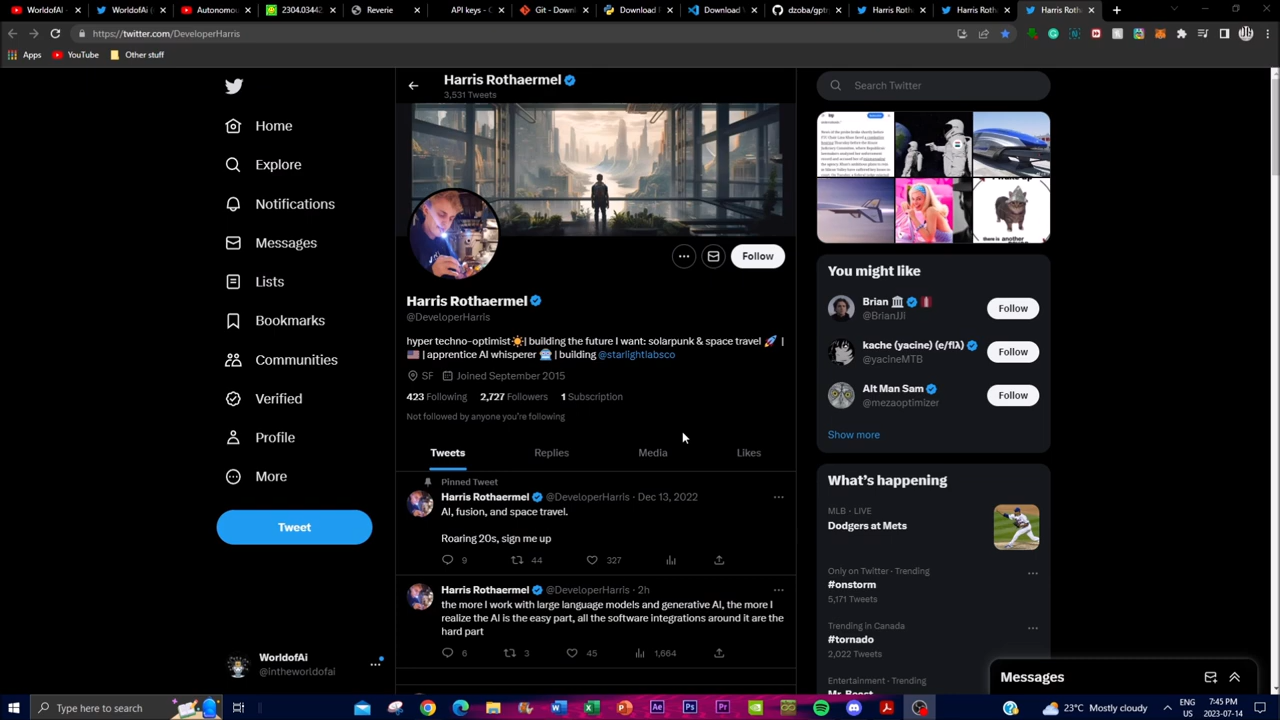 WorldofAi
WorldofAi (
Autonomou
2304.03442
Reverie
API keys - O
Git - Down
Download P
Download V
dzoba/gptr
Harris Roth
Harris Roth
Harris Roth
https://twitter.com/DeveloperHarris
Apps
YouTube
Other stuff
Home
Explore
Notifications
Messages
Lists
Bookmarks
Communities
Verified
Profile
More
Tweet
WorldofAi
@intheworldofai
Harris Rothaermel
3,531 Tweets
Follow
Harris Rothaermel
@DeveloperHarris
hyper techno-optimist☀️| building the future I want: solarpunk & space travel 🚀 |
🇺🇸 | apprentice AI whisperer 🤖 | building @starlightlabsco
SF Joined September 2015
423 Following 2,727 Followers 1 Subscription
Not followed by anyone you're following
Tweets Replies Media Likes
Pinned Tweet
Harris Rothaermel @DeveloperHarris · Dec 13, 2022
AI, fusion, and space travel.
Roaring 20s, sign me up
9 44 327
Harris Rothaermel @DeveloperHarris · 2h
the more I work with large language models and generative AI, the more I
realize the AI is the easy part, all the software integrations around it are the
hard part
6 3 45 1,664
Search Twitter
there is another
You might like
Brian 🏛
@BrianJJi
Follow
kache (yacine) (e/fiλ)
@yacineMTB
Follow
Alt Man Sam
@mezaoptimizer
Follow
Show more
What's happening
MLB · LIVE
Dodgers at Mets
Only on Twitter · Trending
#onstorm
5,171 Tweets
Trending in Canada
#tornado
2,022 Tweets
Entertainment · Trending
Mr. Beast
Messages
Type here to search
23°C Mostly cloudy
ENG
US
7:45 PM
2023-07-14